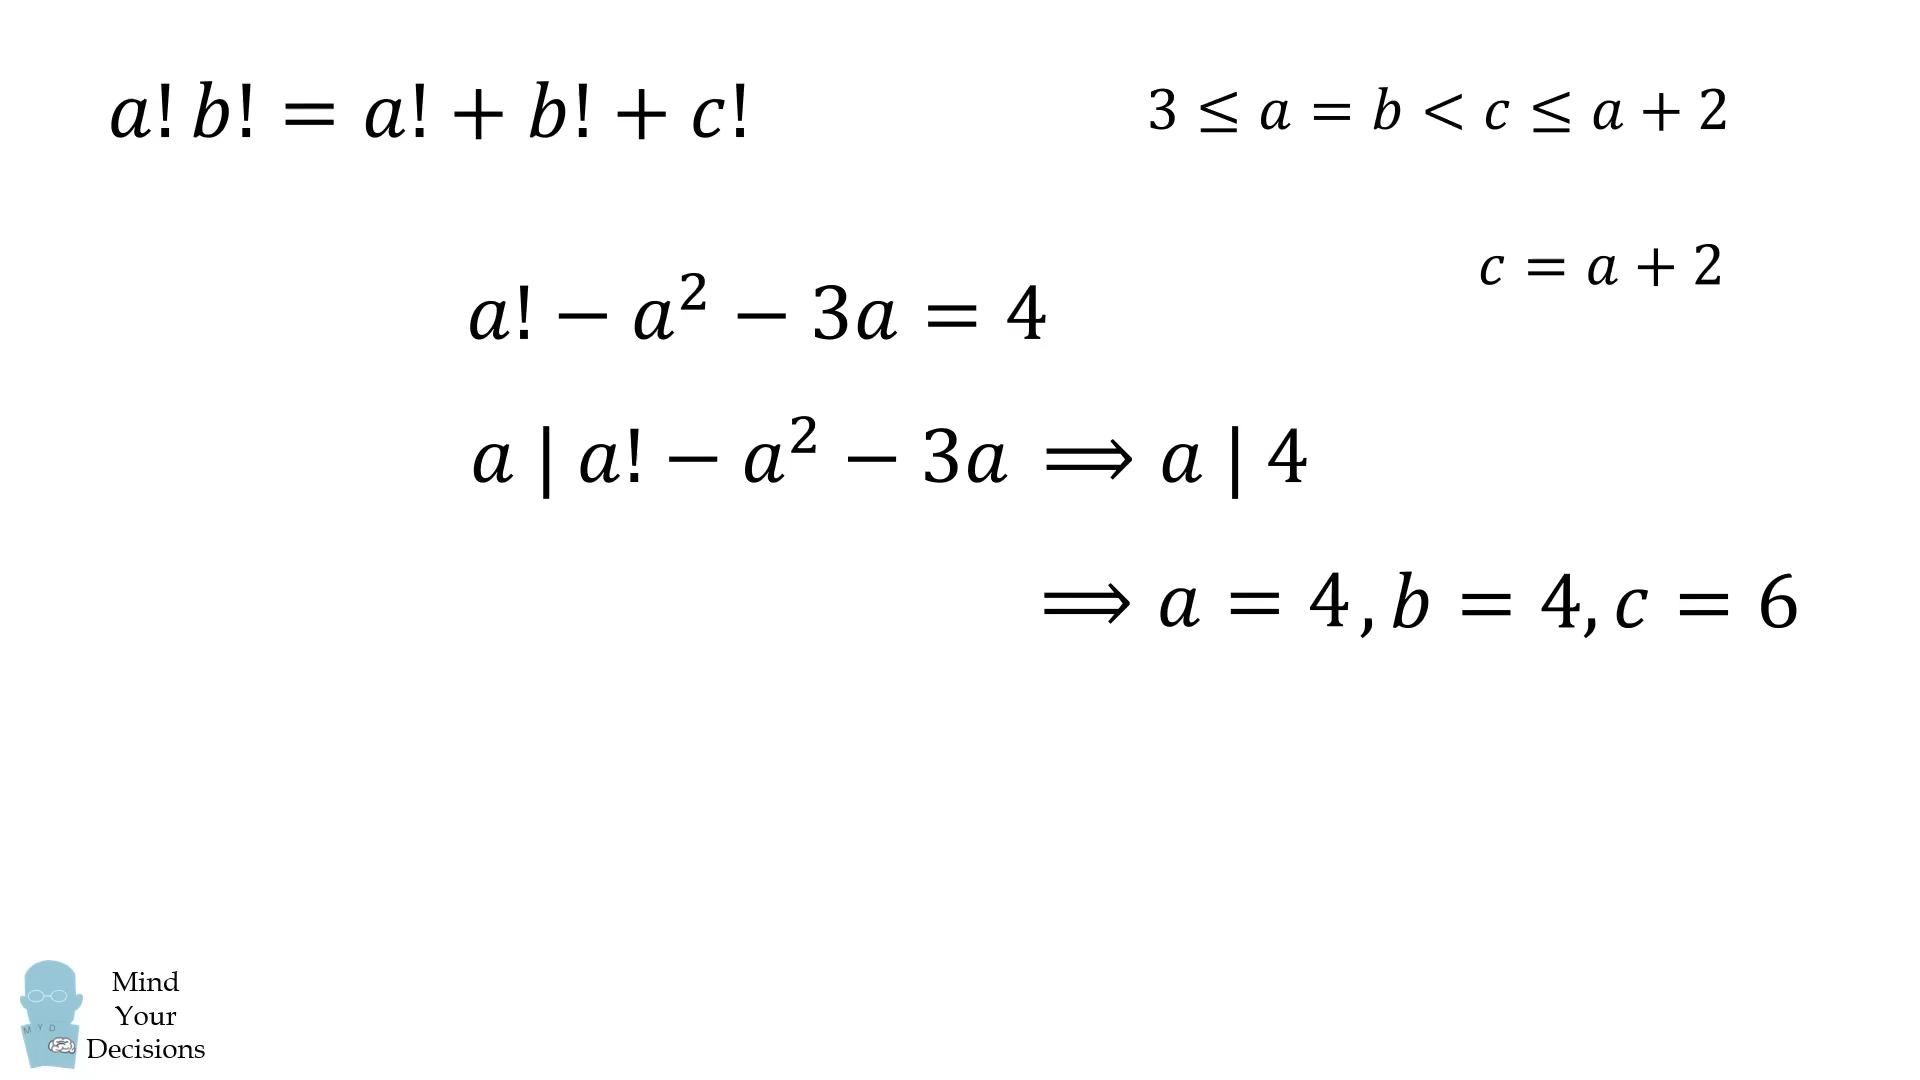 a! b! = a! + b! + c!
3 ≤ a = b < c ≤ a + 2
c = a + 2
a! − a² − 3a = 4
a | a! − a² − 3a ⟹ a | 4
⟹ a = 4, b = 4, c = 6
M Y D
Mind
Your
Decisions